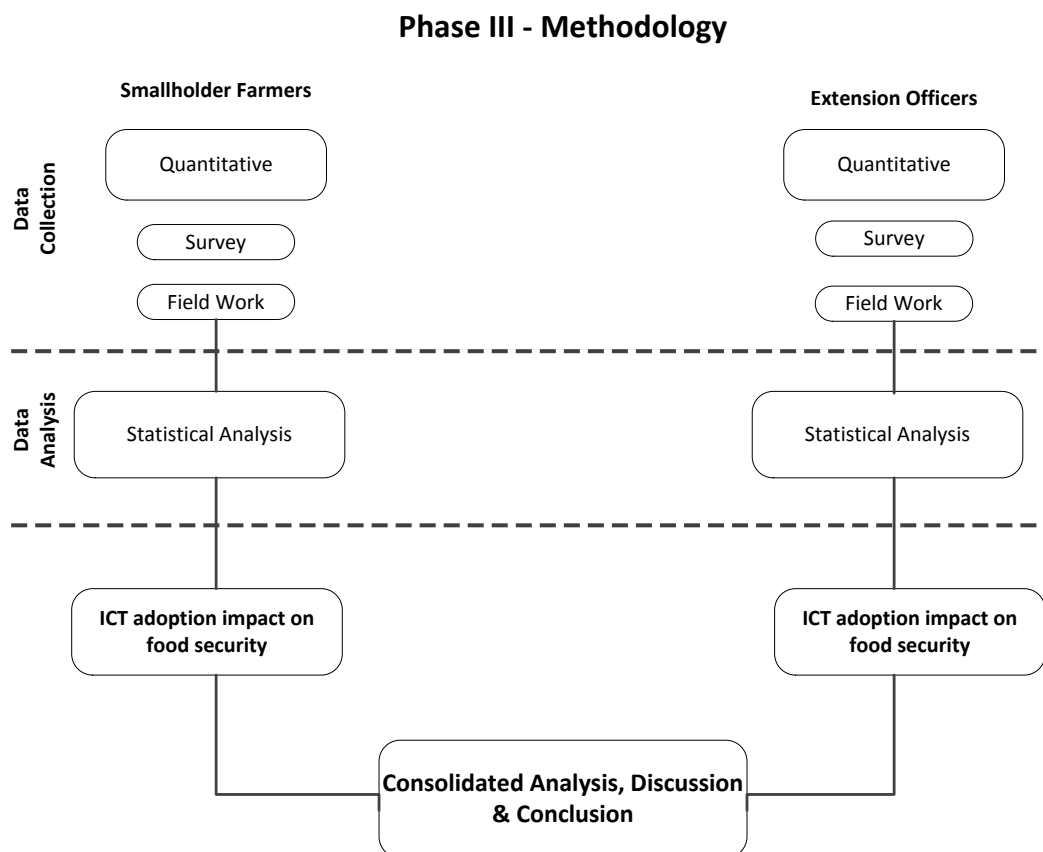 Phase III - Methodology
Smallholder Farmers
Extension Officers
Data
Collection
Quantitative
Quantitative
Survey
Survey
Field Work
Field Work
Data
Analysis
Statistical Analysis
Statistical Analysis
ICT adoption impact on
food security
ICT adoption impact on
food security
Consolidated Analysis, Discussion
& Conclusion